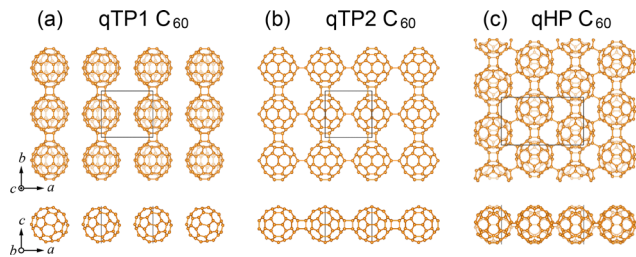 (a) qTP1 C60
(b) qTP2 C60
(c) qHP C60
b
c a
c
b a